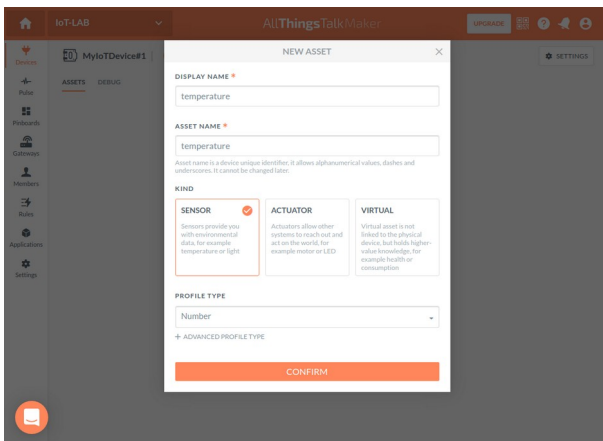 IoT-LAB
AllThingsTalk Maker
UPGRADE
Devices
MyIoTDevice#1
SETTINGS
ASSETS DEBUG
Pulse
Pinboards
Gateways
Members
Rules
Applications
Settings
NEW ASSET
DISPLAY NAME *
temperature
ASSET NAME *
temperature
Asset name is a device unique identifier, it allows alphanumerical values, dashes and
underscores. It cannot be changed later.
KIND
SENSOR
Sensors provide you
with environmental
data, for example
temperature or light
ACTUATOR
Actuators allow other
systems to reach out and
act on the world, for
example motor or LED
VIRTUAL
Virtual asset is not
linked to the physical
device, but holds higher-
value knowledge, for
example health or
consumption
PROFILE TYPE
Number
+ ADVANCED PROFILE TYPE
CONFIRM